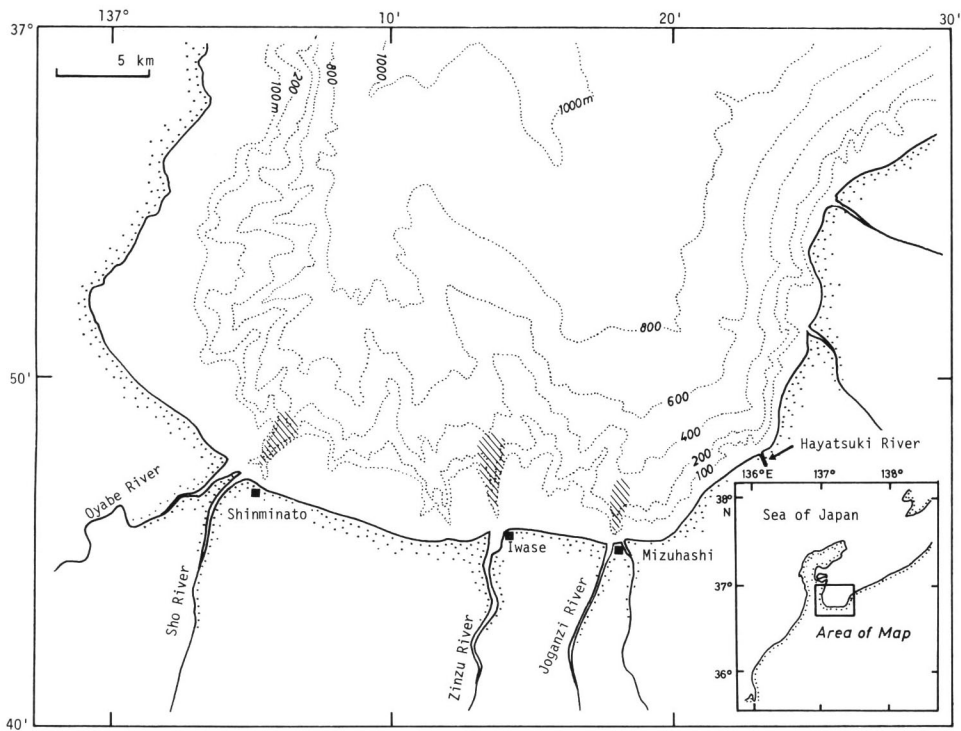 137°
10'
20'
30'
37°
5 km
100m
200
800
1000
1000m
800
50'
600
400
200
100
Hayatsuki River
Oyabe River
Shinminato
Iwase
Mizuhashi
Sho River
Zinzu River
Joganzi River
40'
136°E
137°
138°
38°
N
Sea of Japan
37°
Area of Map
36°